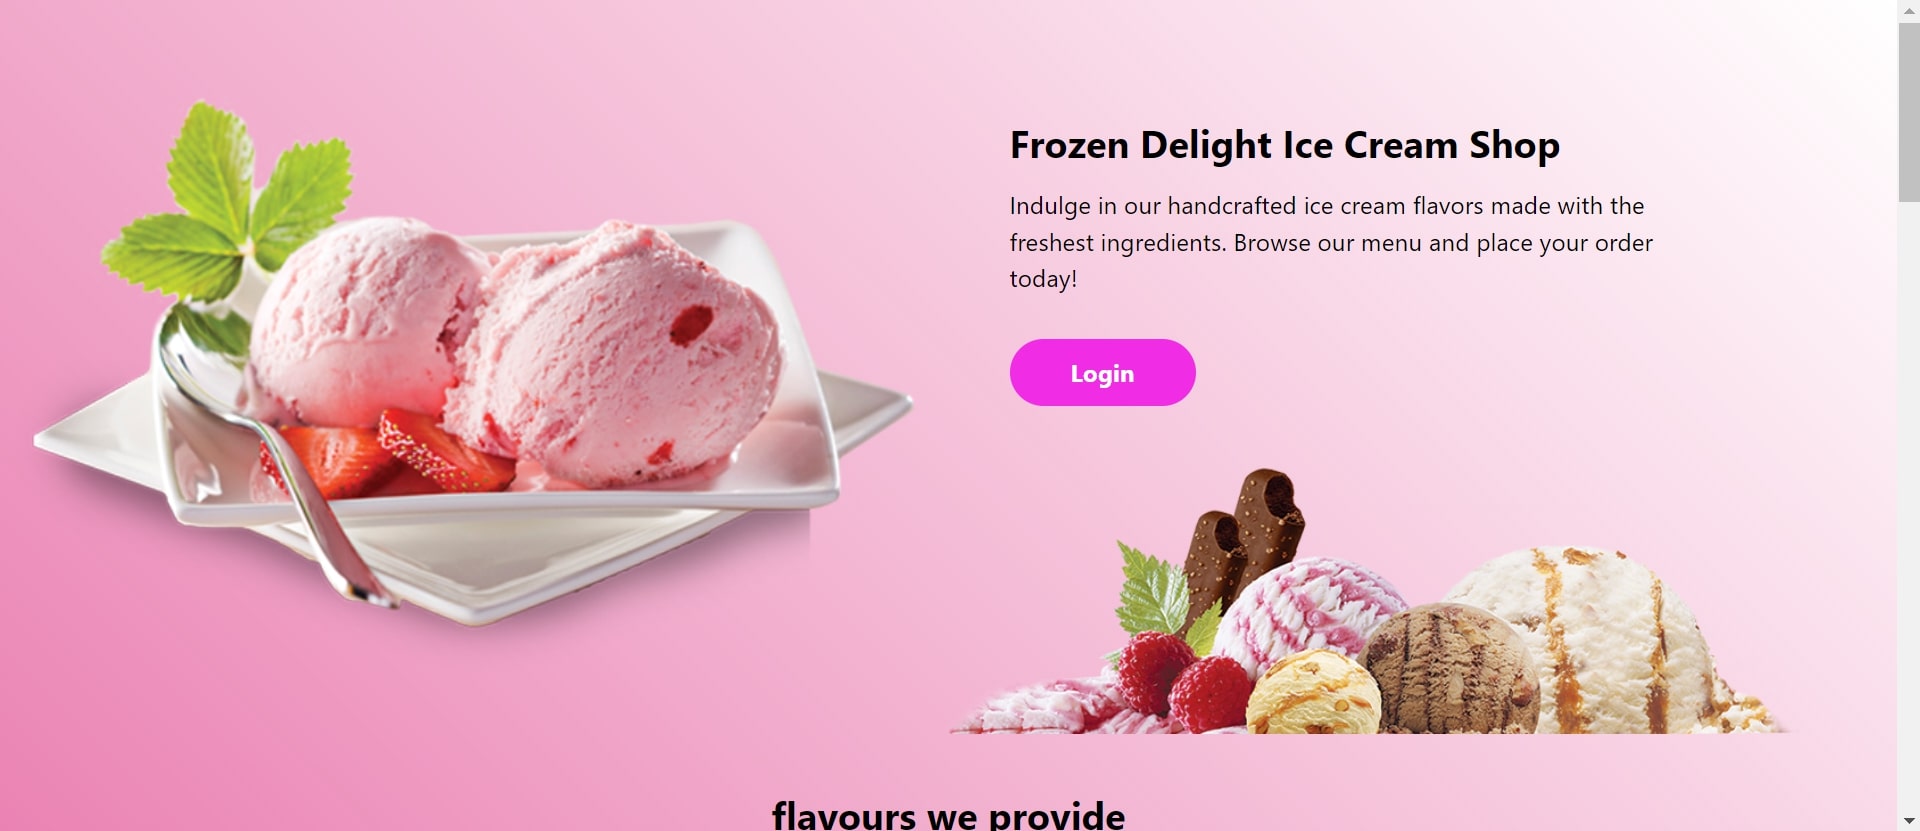 Frozen Delight Ice Cream Shop
Indulge in our handcrafted ice cream flavors made with the
freshest ingredients. Browse our menu and place your order
today!
Login
flavours we provide